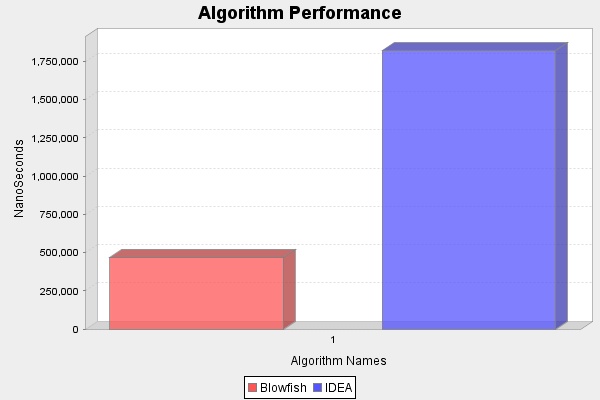 Algorithm Performance
NanoSeconds
1,750,000
1,500,000
1,250,000
1,000,000
750,000
500,000
250,000
0
1
Algorithm Names
Blowfish IDEA